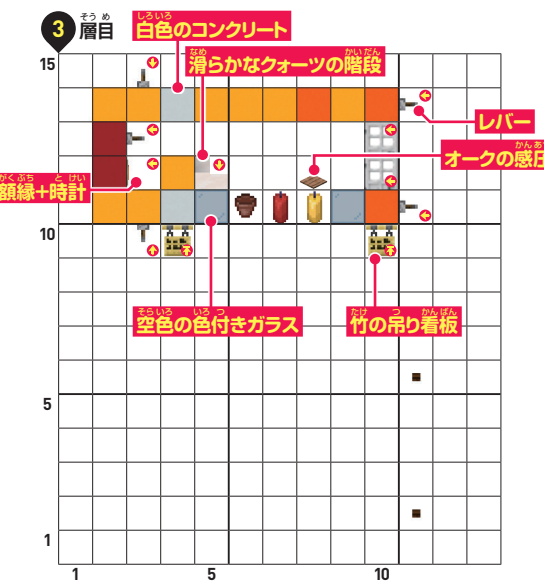 3 層目
そうめ
白色のコンクリート
しろいろ
滑らかなクォーツの階段
なめ かいだん
レバー
オークの感圧
かんあ
額縁+時計
がくぶち と けい
空色の色付きガラス
そらいろ いろ つ
竹の吊り看板
たけ つ かんばん
15
10
5
1
1 5 10